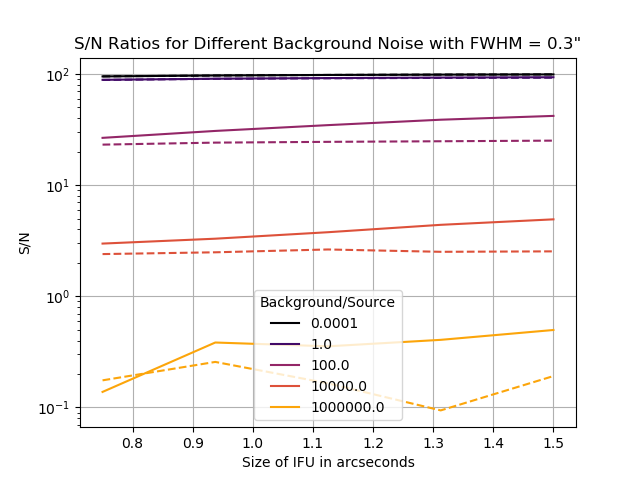 S/N Ratios for Different Background Noise with FWHM = 0.3"
10²
10¹
10⁰
10⁻¹
S/N
Background/Source
0.0001
1.0
100.0
10000.0
1000000.0
0.8 0.9 1.0 1.1 1.2 1.3 1.4 1.5
Size of IFU in arcseconds